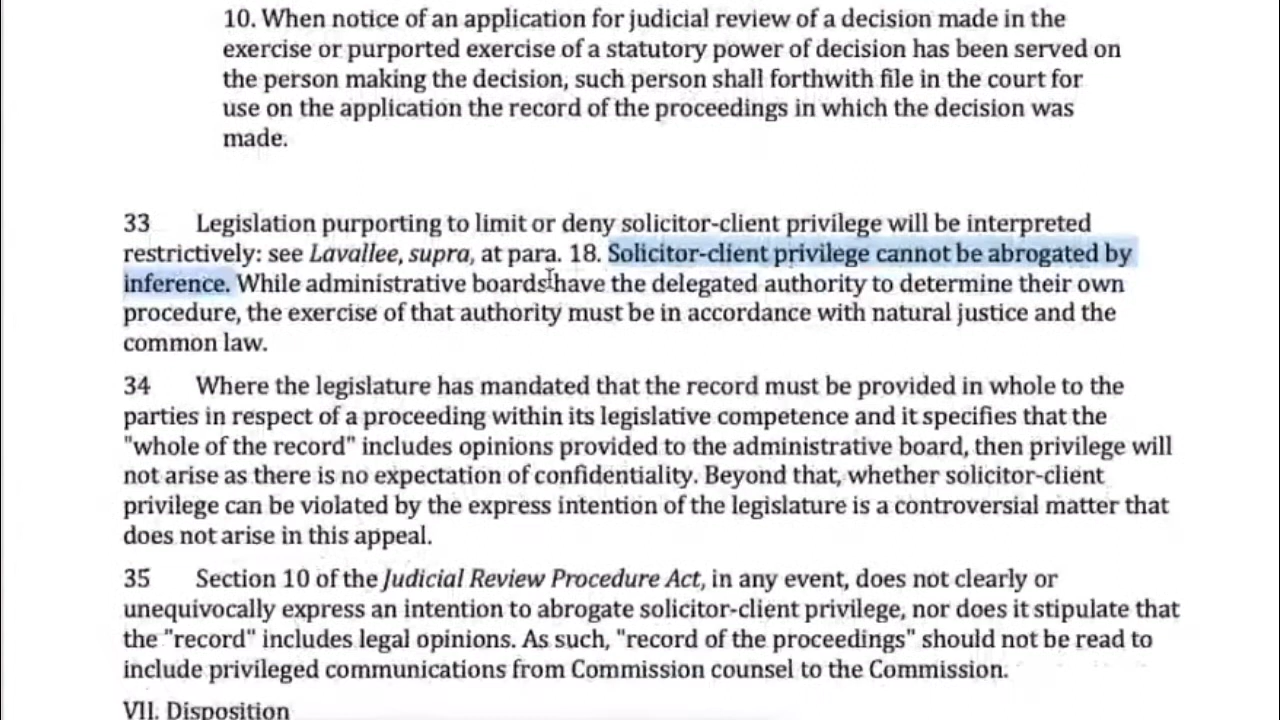 10. When notice of an application for judicial review of a decision made in the
exercise or purported exercise of a statutory power of decision has been served on
the person making the decision, such person shall forthwith file in the court for
use on the application the record of the proceedings in which the decision was
made.
33 Legislation purporting to limit or deny solicitor-client privilege will be interpreted
restrictively: see Lavallee, supra, at para. 18. Solicitor-client privilege cannot be abrogated by
inference. While administrative boards have the delegated authority to determine their own
procedure, the exercise of that authority must be in accordance with natural justice and the
common law.
34 Where the legislature has mandated that the record must be provided in whole to the
parties in respect of a proceeding within its legislative competence and it specifies that the
"whole of the record" includes opinions provided to the administrative board, then privilege will
not arise as there is no expectation of confidentiality. Beyond that, whether solicitor-client
privilege can be violated by the express intention of the legislature is a controversial matter that
does not arise in this appeal.
35 Section 10 of the Judicial Review Procedure Act, in any event, does not clearly or
unequivocally express an intention to abrogate solicitor-client privilege, nor does it stipulate that
the "record" includes legal opinions. As such, "record of the proceedings" should not be read to
include privileged communications from Commission counsel to the Commission.
VII. Disposition